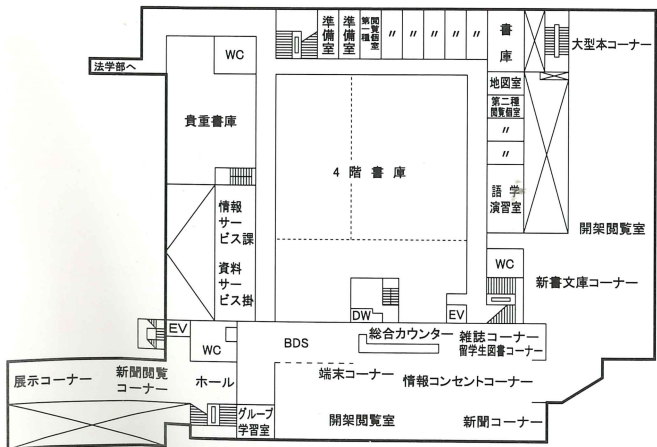 準備室
準備室
第一種閲覧個室
〃
〃
〃
〃
〃
書庫
大型本コーナー
法学部へ
WC
地図室
第二種
閲覧個室
〃
〃
貴重書庫
4階書庫
語学
演習室
開架閲覧室
情報
サー
ビス課
資料
サー
ビス掛
WC
新書文庫コーナー
DW
EV
EV
WC
BDS
総合カウンター
雑誌コーナー
留学生図書コーナー
展示コーナー
新聞閲覧
コーナー
ホール
端末コーナー
情報コンセントコーナー
グループ
学習室
開架閲覧室
新聞コーナー